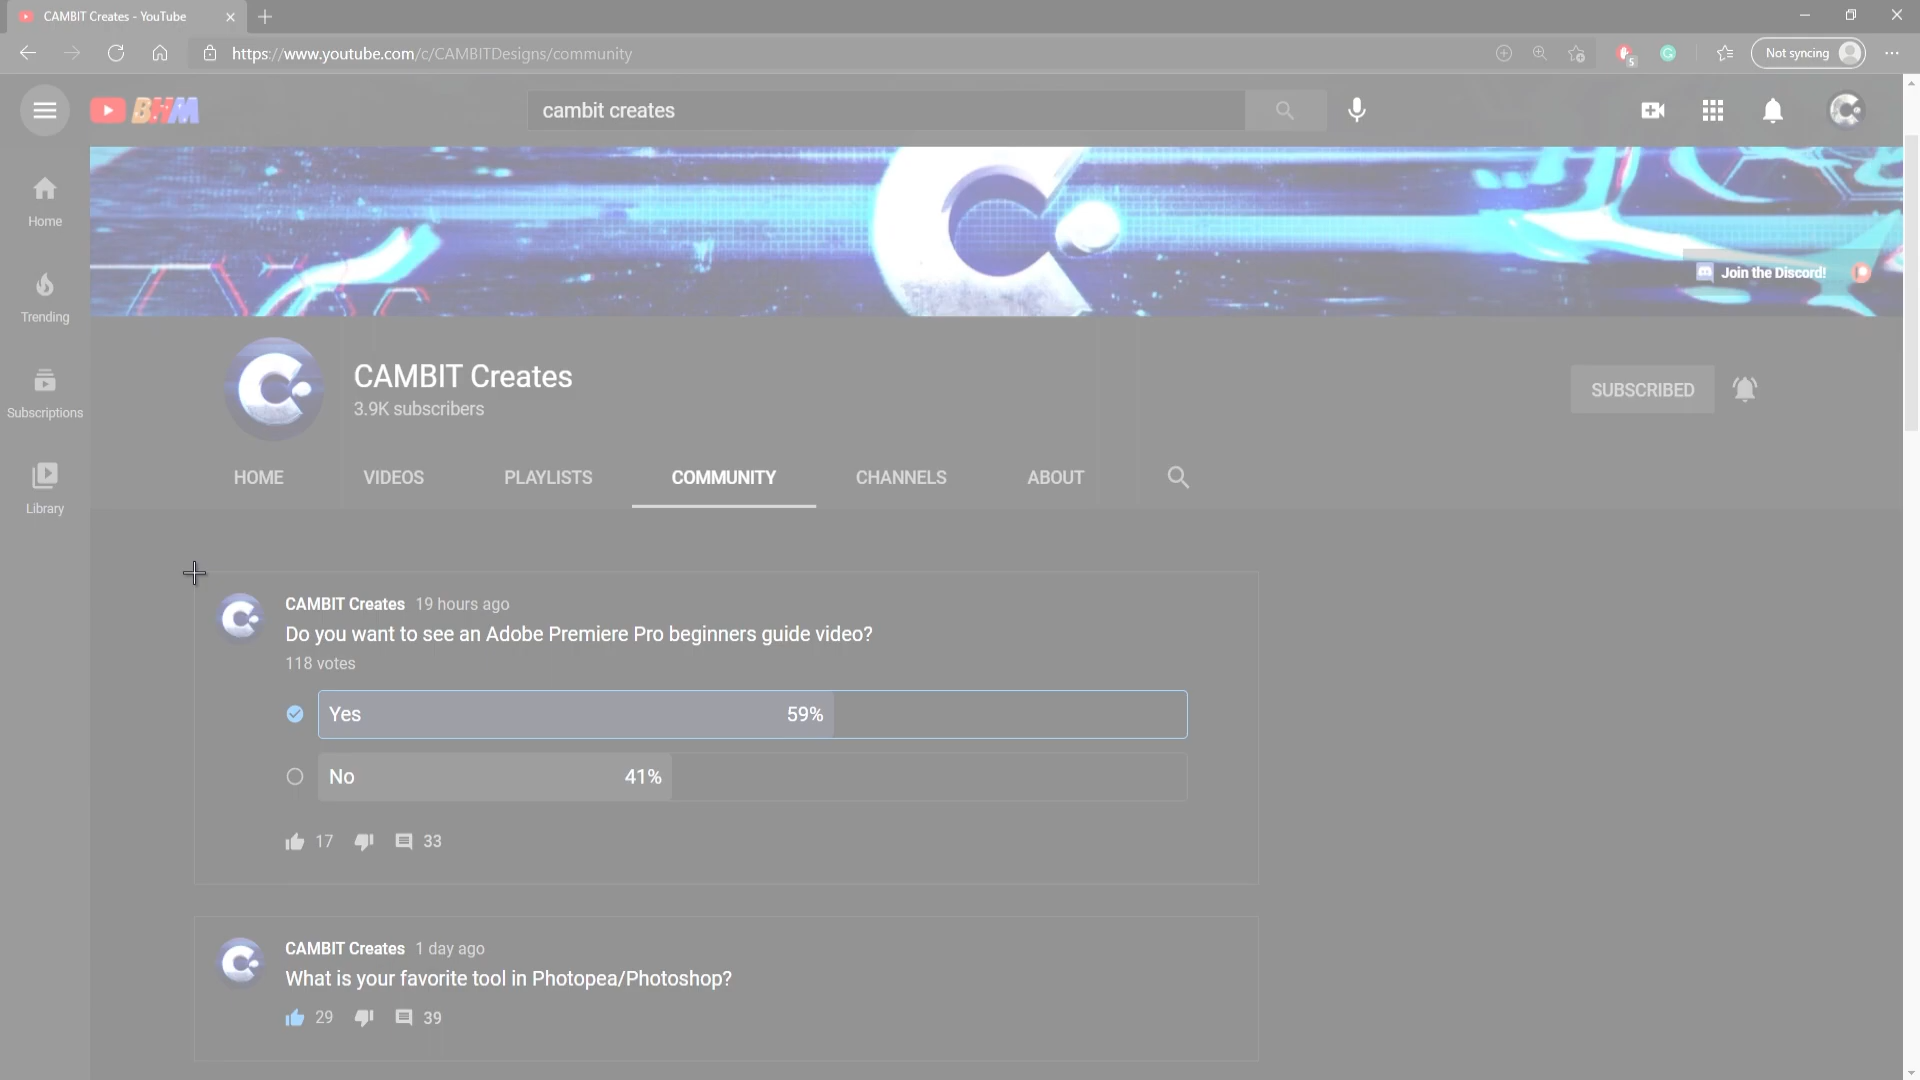 CAMBIT Creates - YouTube
https://www.youtube.com/c/CAMBITDesigns/community
5
Not syncing
BHM
cambit creates
Home
Trending
Subscriptions
Library
Join the Discord!
CAMBIT Creates
3.9K subscribers
SUBSCRIBED
HOME VIDEOS PLAYLISTS COMMUNITY CHANNELS ABOUT
CAMBIT Creates 19 hours ago
Do you want to see an Adobe Premiere Pro beginners guide video?
118 votes
Yes 59%
No 41%
17 33
CAMBIT Creates 1 day ago
What is your favorite tool in Photopea/Photoshop?
29 39